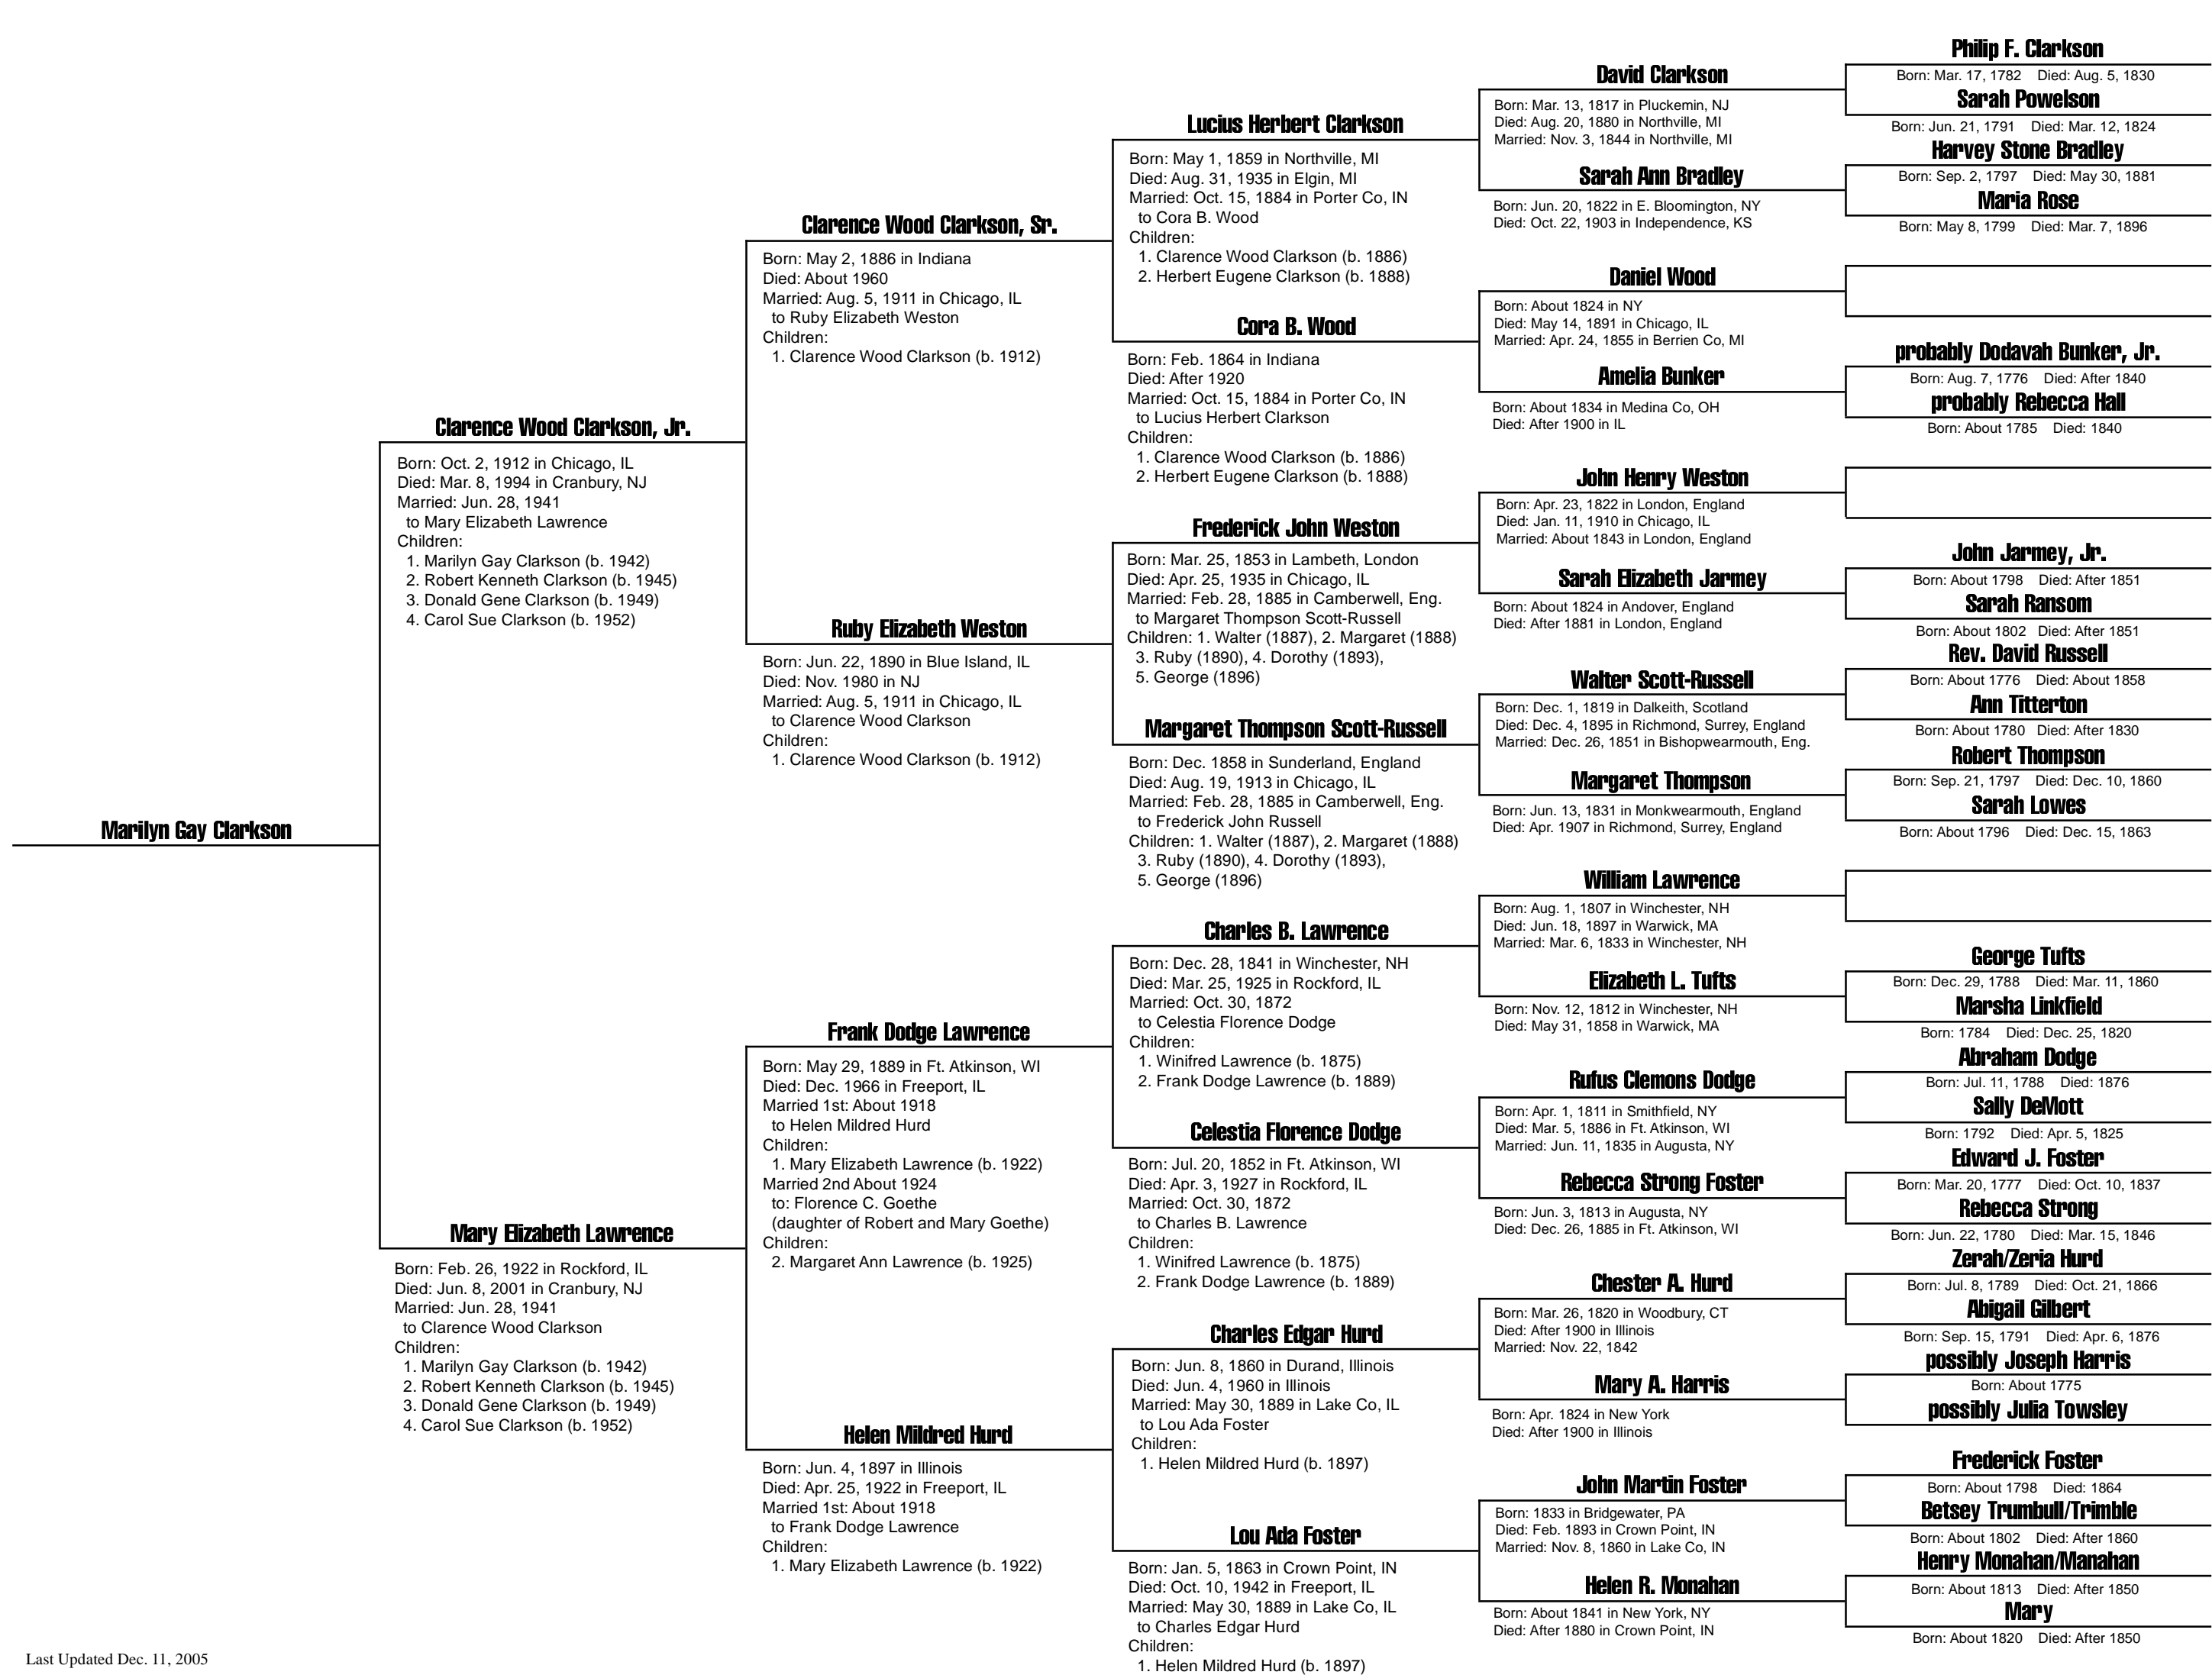 Marilyn Gay Clarkson
Clarence Wood Clarkson, Jr.
Born: Oct. 2, 1912 in Chicago, IL
Died: Mar. 8, 1994 in Cranbury, NJ
Married: Jun. 28, 1941
to Mary Elizabeth Lawrence
Children:
1. Marilyn Gay Clarkson (b. 1942)
2. Robert Kenneth Clarkson (b. 1945)
3. Donald Gene Clarkson (b. 1949)
4. Carol Sue Clarkson (b. 1952)
Mary Elizabeth Lawrence
Born: Feb. 26, 1922 in Rockford, IL
Died: Jun. 8, 2001 in Cranbury, NJ
Married: Jun. 28, 1941
to Clarence Wood Clarkson
Children:
1. Marilyn Gay Clarkson (b. 1942)
2. Robert Kenneth Clarkson (b. 1945)
3. Donald Gene Clarkson (b. 1949)
4. Carol Sue Clarkson (b. 1952)
Clarence Wood Clarkson, Sr.
Born: May 2, 1886 in Indiana
Died: About 1960
Married: Aug. 5, 1911 in Chicago, IL
to Ruby Elizabeth Weston
Children:
1. Clarence Wood Clarkson (b. 1912)
Ruby Elizabeth Weston
Born: Jun. 22, 1890 in Blue Island, IL
Died: Nov. 1980 in NJ
Married: Aug. 5, 1911 in Chicago, IL
to Clarence Wood Clarkson
Children:
1. Clarence Wood Clarkson (b. 1912)
Frank Dodge Lawrence
Born: May 29, 1889 in Ft. Atkinson, WI
Died: Dec. 1966 in Freeport, IL
Married 1st: About 1918
to Helen Mildred Hurd
Children:
1. Mary Elizabeth Lawrence (b. 1922)
Married 2nd About 1924
to: Florence C. Goethe
(daughter of Robert and Mary Goethe)
Children:
2. Margaret Ann Lawrence (b. 1925)
Helen Mildred Hurd
Born: Jun. 4, 1897 in Illinois
Died: Apr. 25, 1922 in Freeport, IL
Married 1st: About 1918
to Frank Dodge Lawrence
Children:
1. Mary Elizabeth Lawrence (b. 1922)
Lucius Herbert Clarkson
Born: May 1, 1859 in Northville, MI
Died: Aug. 31, 1935 in Elgin, MI
Married: Oct. 15, 1884 in Porter Co, IN
to Cora B. Wood
Children:
1. Clarence Wood Clarkson (b. 1886)
2. Herbert Eugene Clarkson (b. 1888)
Cora B. Wood
Born: Feb. 1864 in Indiana
Died: After 1920
Married: Oct. 15, 1884 in Porter Co, IN
to Lucius Herbert Clarkson
Children:
1. Clarence Wood Clarkson (b. 1886)
2. Herbert Eugene Clarkson (b. 1888)
Frederick John Weston
Born: Mar. 25, 1853 in Lambeth, London
Died: Apr. 25, 1935 in Chicago, IL
Married: Feb. 28, 1885 in Camberwell, Eng.
to Margaret Thompson Scott-Russell
Children: 1. Walter (1887), 2. Margaret (1888)
3. Ruby (1890), 4. Dorothy (1893),
5. George (1896)
Margaret Thompson Scott-Russell
Born: Dec. 1858 in Sunderland, England
Died: Aug. 19, 1913 in Chicago, IL
Married: Feb. 28, 1885 in Camberwell, Eng.
to Frederick John Russell
Children: 1. Walter (1887), 2. Margaret (1888)
3. Ruby (1890), 4. Dorothy (1893),
5. George (1896)
Charles B. Lawrence
Born: Dec. 28, 1841 in Winchester, NH
Died: Mar. 25, 1925 in Rockford, IL
Married: Oct. 30, 1872
to Celestia Florence Dodge
Children:
1. Winifred Lawrence (b. 1875)
2. Frank Dodge Lawrence (b. 1889)
Celestia Florence Dodge
Born: Jul. 20, 1852 in Ft. Atkinson, WI
Died: Apr. 3, 1927 in Rockford, IL
Married: Oct. 30, 1872
to Charles B. Lawrence
Children:
1. Winifred Lawrence (b. 1875)
2. Frank Dodge Lawrence (b. 1889)
Charles Edgar Hurd
Born: Jun. 8, 1860 in Durand, Illinois
Died: Jun. 4, 1960 in Illinois
Married: May 30, 1889 in Lake Co, IL
to Lou Ada Foster
Children:
1. Helen Mildred Hurd (b. 1897)
Lou Ada Foster
Born: Jan. 5, 1863 in Crown Point, IN
Died: Oct. 10, 1942 in Freeport, IL
Married: May 30, 1889 in Lake Co, IL
to Charles Edgar Hurd
Children:
1. Helen Mildred Hurd (b. 1897)
David Clarkson
Born: Mar. 13, 1817 in Pluckemin, NJ
Died: Aug. 20, 1880 in Northville, MI
Married: Nov. 3, 1844 in Northville, MI
Sarah Ann Bradley
Born: Jun. 20, 1822 in E. Bloomington, NY
Died: Oct. 22, 1903 in Independence, KS
Daniel Wood
Born: About 1824 in NY
Died: May 14, 1891 in Chicago, IL
Married: Apr. 24, 1855 in Berrien Co, MI
Amelia Bunker
Born: About 1834 in Medina Co, OH
Died: After 1900 in IL
John Henry Weston
Born: Apr. 23, 1822 in London, England
Died: Jan. 11, 1910 in Chicago, IL
Married: About 1843 in London, England
Sarah Elizabeth Jarmey
Born: About 1824 in Andover, England
Died: After 1881 in London, England
Walter Scott-Russell
Born: Dec. 1, 1819 in Dalkeith, Scotland
Died: Dec. 4, 1895 in Richmond, Surrey, England
Married: Dec. 26, 1851 in Bishopwearmouth, Eng.
Margaret Thompson
Born: Jun. 13, 1831 in Monkwearmouth, England
Died: Apr. 1907 in Richmond, Surrey, England
William Lawrence
Born: Aug. 1, 1807 in Winchester, NH
Died: Jun. 18, 1897 in Warwick, MA
Married: Mar. 6, 1833 in Winchester, NH
Elizabeth L. Tufts
Born: Nov. 12, 1812 in Winchester, NH
Died: May 31, 1858 in Warwick, MA
Rufus Clemons Dodge
Born: Apr. 1, 1811 in Smithfield, NY
Died: Mar. 5, 1886 in Ft. Atkinson, WI
Married: Jun. 11, 1835 in Augusta, NY
Rebecca Strong Foster
Born: Jun. 3, 1813 in Augusta, NY
Died: Dec. 26, 1885 in Ft. Atkinson, WI
Chester A. Hurd
Born: Mar. 26, 1820 in Woodbury, CT
Died: After 1900 in Illinois
Married: Nov. 22, 1842
Mary A. Harris
Born: Apr. 1824 in New York
Died: After 1900 in Illinois
John Martin Foster
Born: 1833 in Bridgewater, PA
Died: Feb. 1893 in Crown Point, IN
Married: Nov. 8, 1860 in Lake Co, IN
Helen R. Monahan
Born: About 1841 in New York, NY
Died: After 1880 in Crown Point, IN
Philip F. Clarkson
Born: Mar. 17, 1782 Died: Aug. 5, 1830
Sarah Powelson
Born: Jun. 21, 1791 Died: Mar. 12, 1824
Harvey Stone Bradley
Born: Sep. 2, 1797 Died: May 30, 1881
Maria Rose
Born: May 8, 1799 Died: Mar. 7, 1896
probably Dodavah Bunker, Jr.
Born: Aug. 7, 1776 Died: After 1840
probably Rebecca Hall
Born: About 1785 Died: 1840
John Jarmey, Jr.
Born: About 1798 Died: After 1851
Sarah Ransom
Born: About 1802 Died: After 1851
Rev. David Russell
Born: About 1776 Died: About 1858
Ann Titterton
Born: About 1780 Died: After 1830
Robert Thompson
Born: Sep. 21, 1797 Died: Dec. 10, 1860
Sarah Lowes
Born: About 1796 Died: Dec. 15, 1863
George Tufts
Born: Dec. 29, 1788 Died: Mar. 11, 1860
Marsha Linkfield
Born: 1784 Died: Dec. 25, 1820
Abraham Dodge
Born: Jul. 11, 1788 Died: 1876
Sally DeMott
Born: 1792 Died: Apr. 5, 1825
Edward J. Foster
Born: Mar. 20, 1777 Died: Oct. 10, 1837
Rebecca Strong
Born: Jun. 22, 1780 Died: Mar. 15, 1846
Zerah/Zeria Hurd
Born: Jul. 8, 1789 Died: Oct. 21, 1866
Abigail Gilbert
Born: Sep. 15, 1791 Died: Apr. 6, 1876
possibly Joseph Harris
Born: About 1775
possibly Julia Towsley
Frederick Foster
Born: About 1798 Died: 1864
Betsey Trumbull/Trimble
Born: About 1802 Died: After 1860
Henry Monahan/Manahan
Born: About 1813 Died: After 1850
Mary
Born: About 1820 Died: After 1850
Last Updated Dec. 11, 2005